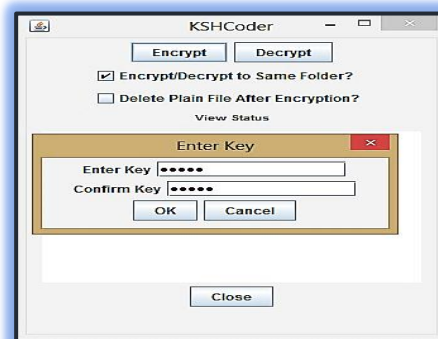 KSHCoder
Encrypt Decrypt
Encrypt/Decrypt to Same Folder?
Delete Plain File After Encryption?
View Status
Enter Key
Enter Key •••••
Confirm Key •••••
OK Cancel
Close